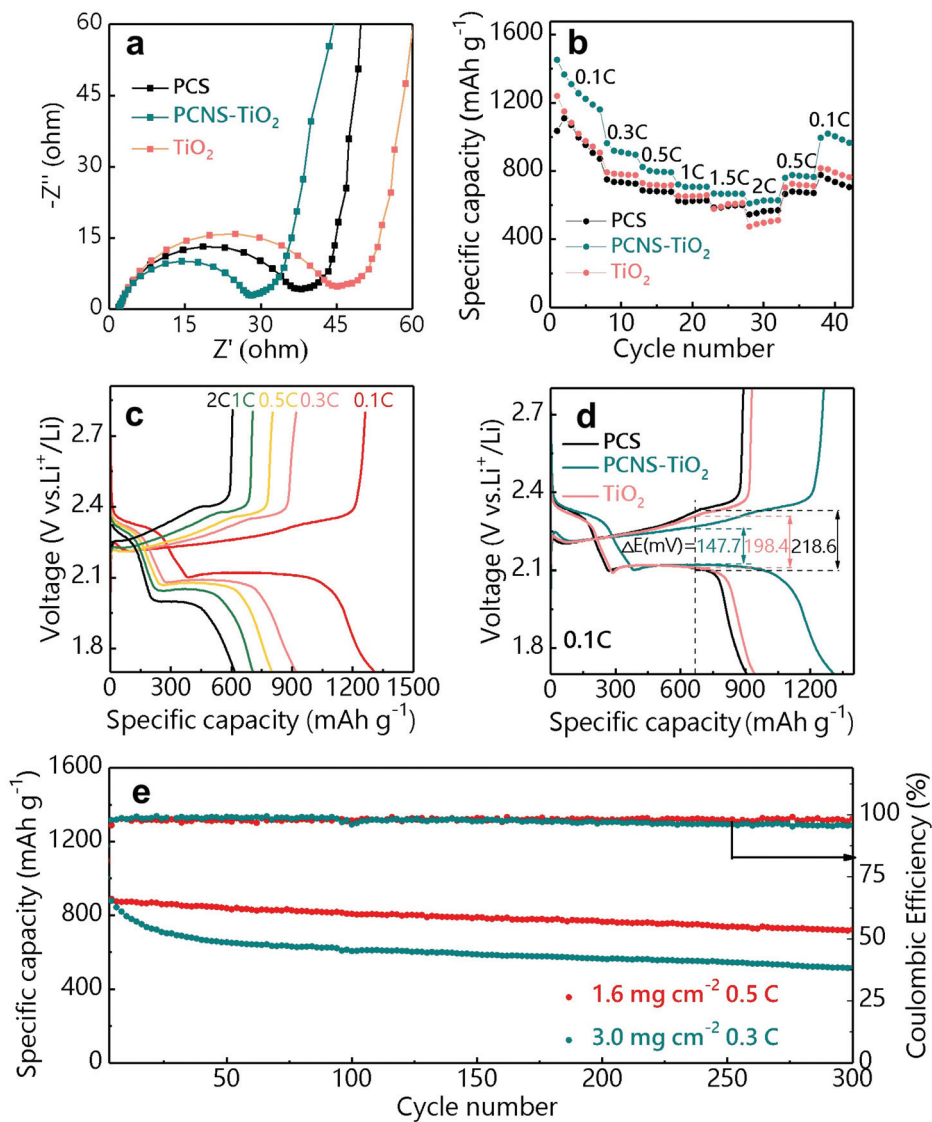 a
60
45
30
15
0
-Z'' (ohm)
PCS
PCNS-TiO₂
TiO₂
0 15 30 45 60
Z' (ohm)
b
1600
1200
800
400
0
Specific capacity (mAh g⁻¹)
0.1C
0.3C
0.5C
1C
1.5C
2C
0.5C
0.1C
PCS
PCNS-TiO₂
TiO₂
0 10 20 30 40
Cycle number
c
2C 1C 0.5C 0.3C 0.1C
2.7
2.4
2.1
1.8
Voltage (V vs.Li⁺/Li)
0 300 600 900 1200 1500
Specific capacity (mAh g⁻¹)
d
PCS
PCNS-TiO₂
TiO₂
2.7
2.4
2.1
1.8
Voltage (V vs.Li⁺/Li)
ΔE(mV)= 147.7 198.4 218.6
0.1C
0 300 600 900 1200
Specific capacity (mAh g⁻¹)
e
1600
1200
800
400
0
Specific capacity (mAh g⁻¹)
100
75
50
25
0
Coulombic Efficiency (%)
1.6 mg cm⁻² 0.5 C
3.0 mg cm⁻² 0.3 C
50 100 150 200 250 300
Cycle number